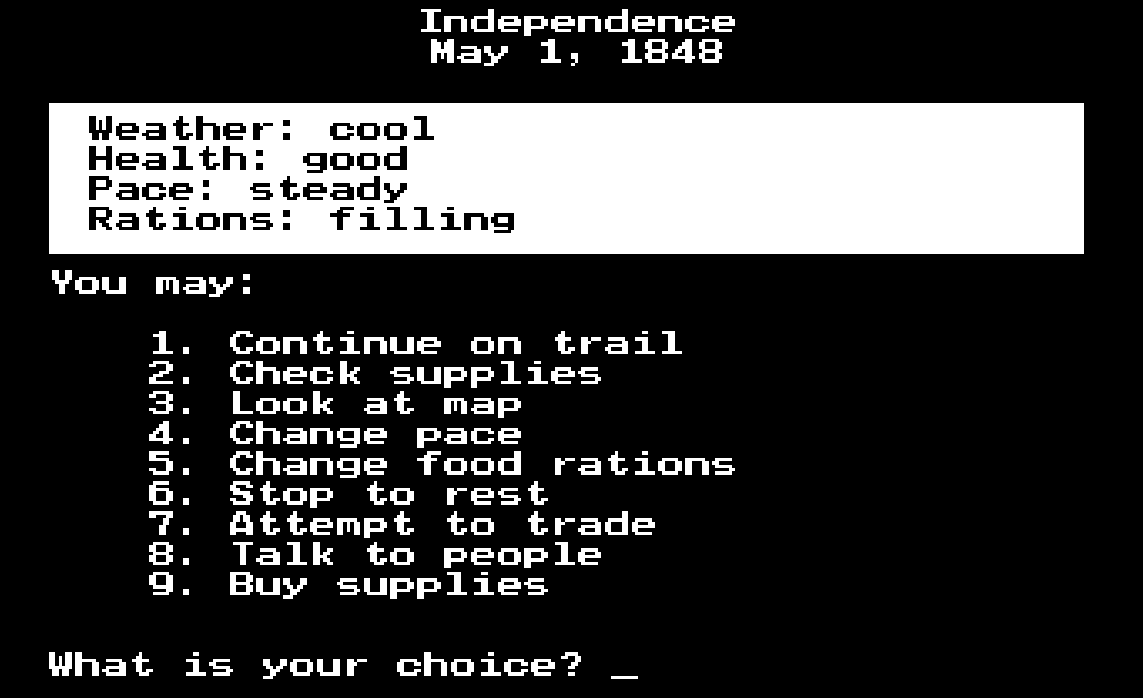 Independence
May 1, 1848
Weather: cool
Health: good
Pace: steady
Rations: filling
You may:
1. Continue on trail
2. Check supplies
3. Look at map
4. Change pace
5. Change food rations
6. Stop to rest
7. Attempt to trade
8. Talk to people
9. Buy supplies
What is your choice? _